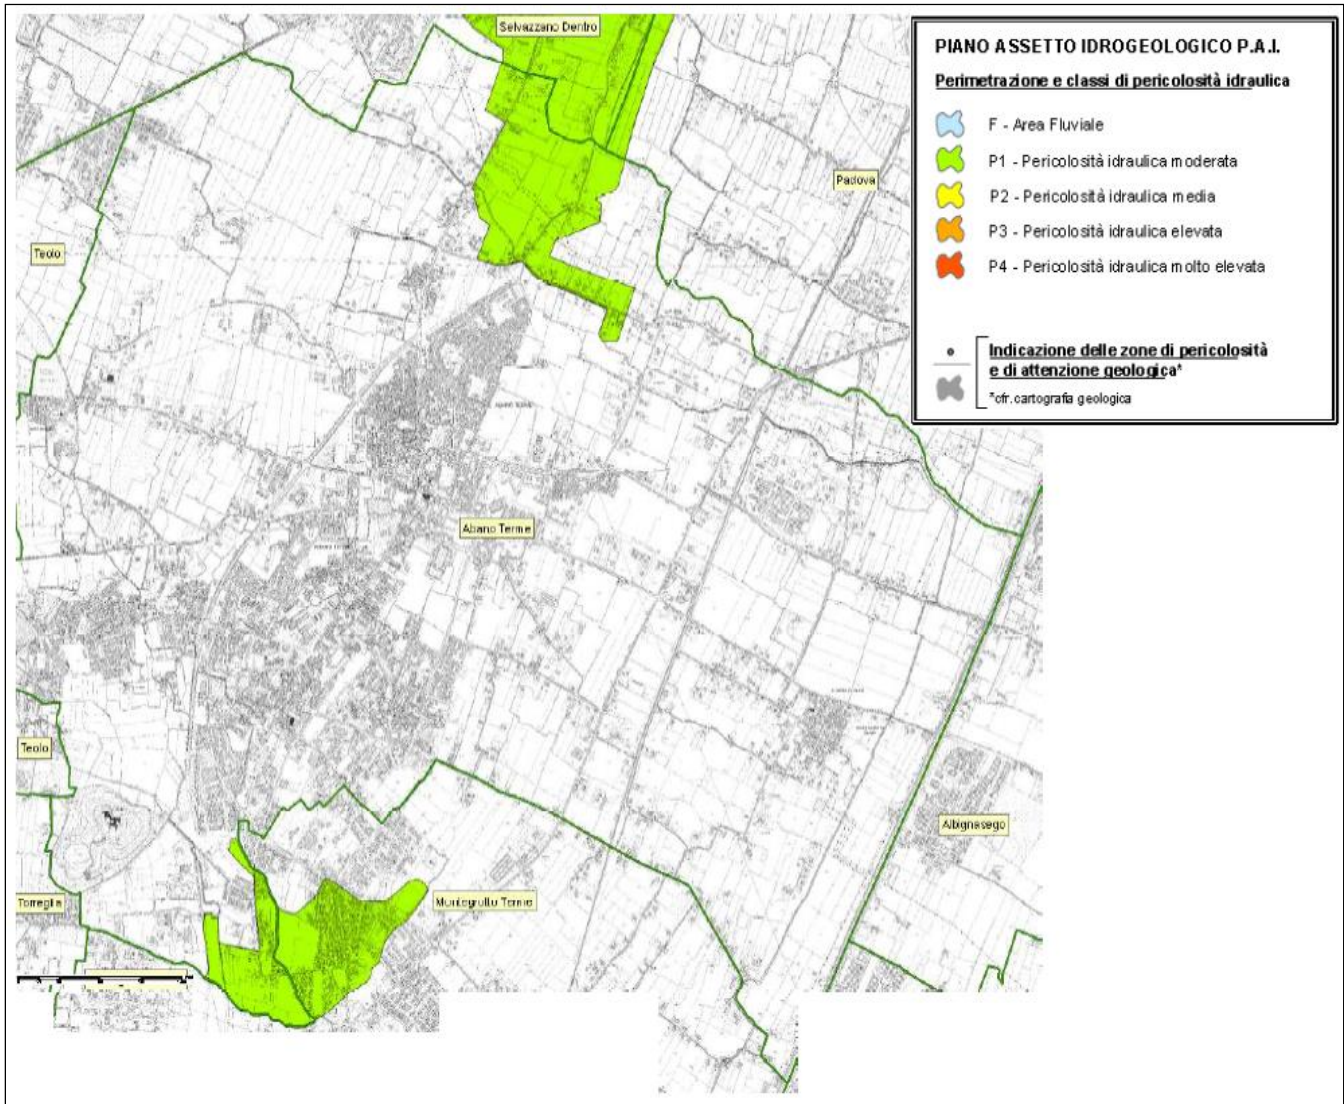 Selvazzano Dentro
PIANO ASSETTO IDROGEOLOGICO P.A.I.
Perimetrazione e classi di pericolosità idraulica
F - Area Fluviale
P1 - Pericolosità idraulica moderata
P2 - Pericolosità idraulica media
P3 - Pericolosità idraulica elevata
P4 - Pericolosità idraulica molto elevata
Indicazione delle zone di pericolosità
e di attenzione geologica*
*cfr. cartografia geologica
Padova
Teolo
Abano Terme
Teolo
Albignasego
Torreglia
Montegrotto Terme